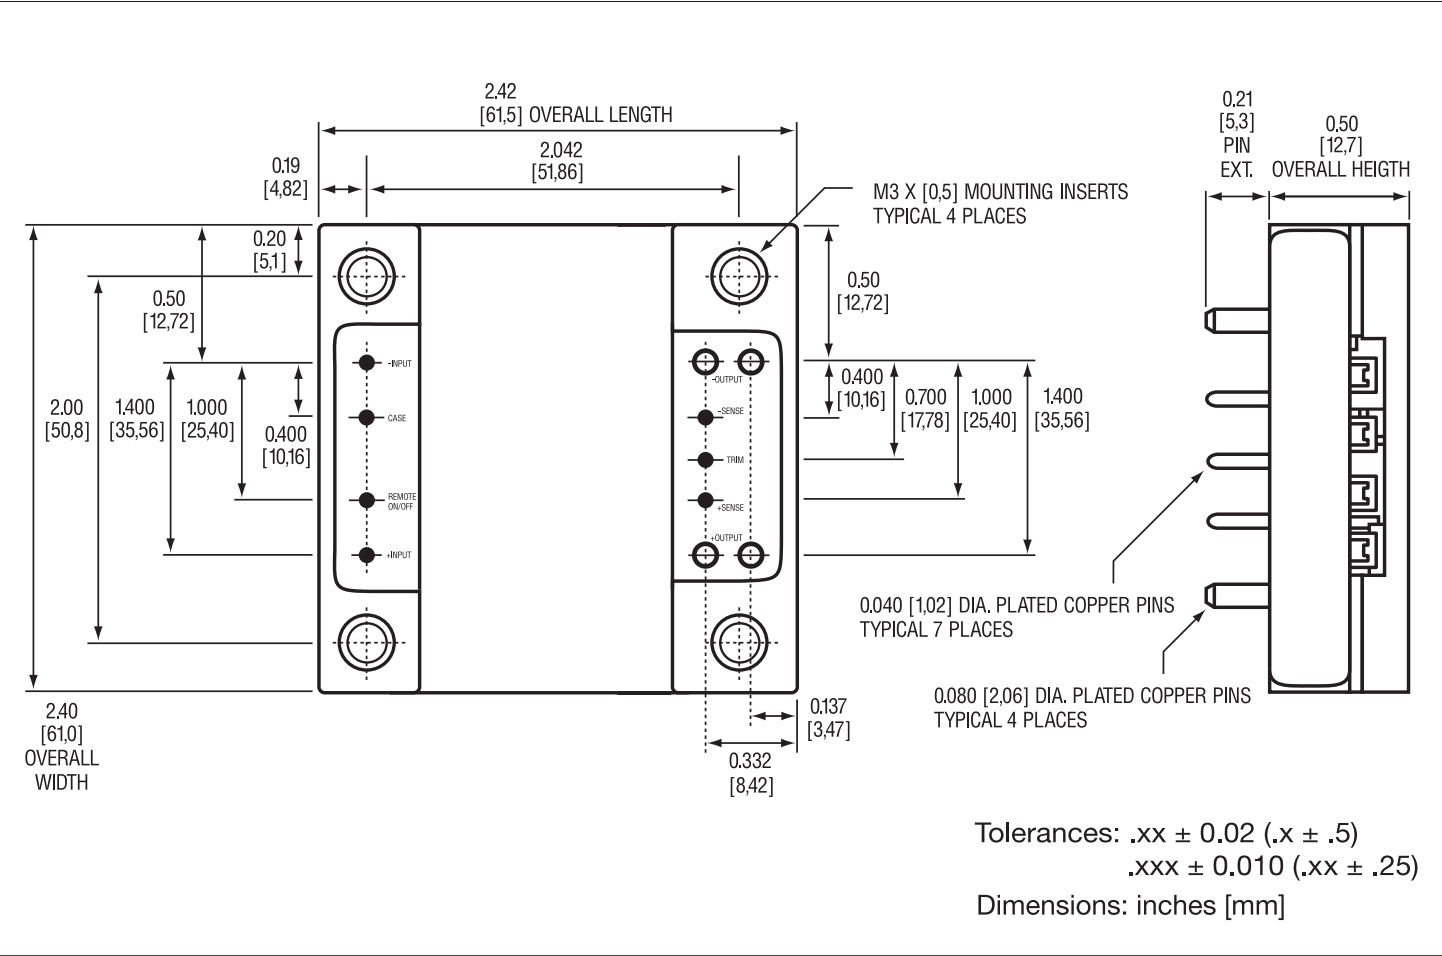 2.42
[61,5] OVERALL LENGTH
0.19
[4,82]
2.042
[51,86]
M3 X [0,5] MOUNTING INSERTS
TYPICAL 4 PLACES
0.21
[5,3]
PIN
EXT.
0.50
[12,7]
OVERALL HEIGTH
0.20
[5,1]
0.50
[12,72]
0.50
[12,72]
-INPUT
CASE
REMOTE
ON/OFF
+INPUT
-OUTPUT
-SENSE
TRIM
+SENSE
+OUTPUT
2.00
[50,8]
1.400
[35,56]
1.000
[25,40]
0.400
[10,16]
0.400
[10,16]
0.700
[17,78]
1.000
[25,40]
1.400
[35,56]
0.040 [1,02] DIA. PLATED COPPER PINS
TYPICAL 7 PLACES
0.080 [2,06] DIA. PLATED COPPER PINS
TYPICAL 4 PLACES
2.40
[61,0]
OVERALL
WIDTH
0.137
[3,47]
0.332
[8,42]
Tolerances: .xx ± 0.02 (.x ± .5)
.xxx ± 0.010 (.xx ± .25)
Dimensions: inches [mm]